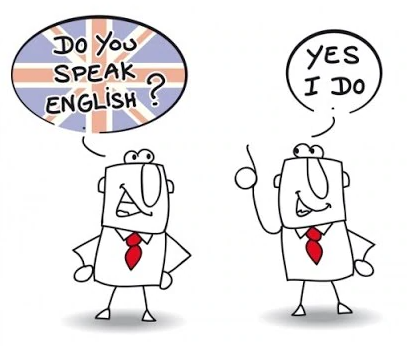 DO YOU
SPEAK
ENGLISH ?
YES
I DO